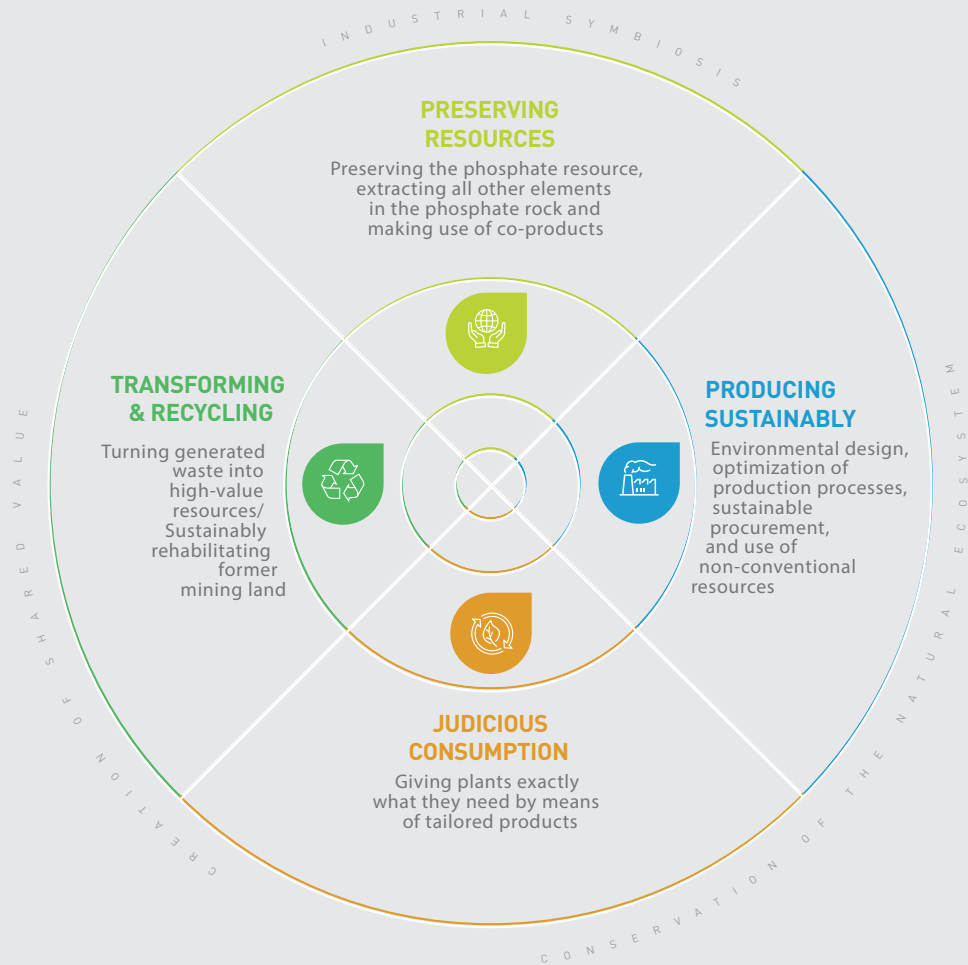 INDUSTRIAL SYMBIOSIS
PRESERVING
RESOURCES
Preserving the phosphate resource,
extracting all other elements
in the phosphate rock and
making use of co-products
TRANSFORMING
& RECYCLING
Turning generated
waste into
high-value
resources/
Sustainably
rehabilitating
former
mining land
PRODUCING
SUSTAINABLY
Environmental design,
optimization of
production processes,
sustainable
procurement,
and use of
non-conventional
resources
JUDICIOUS
CONSUMPTION
Giving plants exactly
what they need by means
of tailored products
CREATION OF SHARED VALUE
CONSERVATION OF THE NATURAL ECOSYSTEM